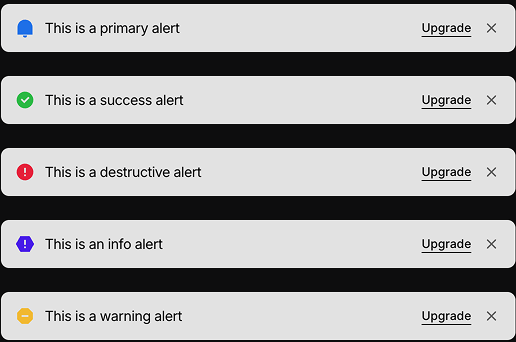 This is a primary alert Upgrade
This is a success alert Upgrade
This is a destructive alert Upgrade
This is an info alert Upgrade
This is a warning alert Upgrade